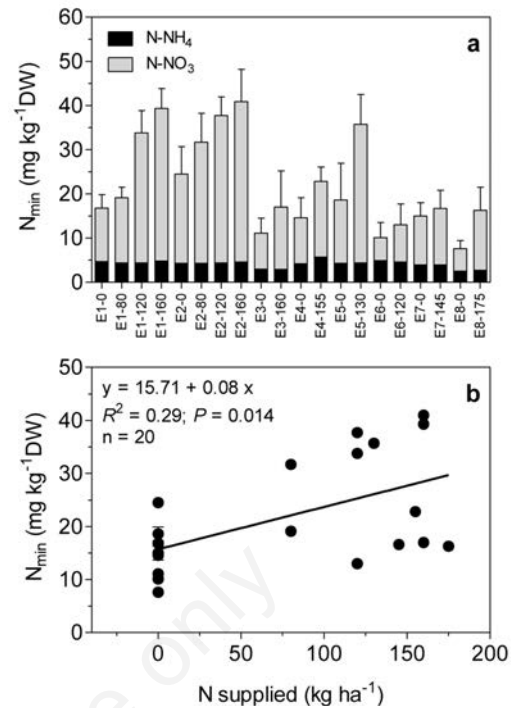 a
N-NH₄
N-NO₃
60
50
40
30
20
10
0
Nₘᵢₙ (mg kg⁻¹DW)
E1-0
E1-80
E1-120
E1-160
E2-0
E2-80
E2-120
E2-160
E3-0
E3-160
E4-0
E4-155
E5-0
E5-130
E6-0
E6-120
E7-0
E7-145
E8-0
E8-175
b
y = 15.71 + 0.08 x
R² = 0.29; P = 0.014
n = 20
50
40
30
20
10
0
Nₘᵢₙ (mg kg⁻¹DW)
0 50 100 150 200
N supplied (kg ha⁻¹)
e only